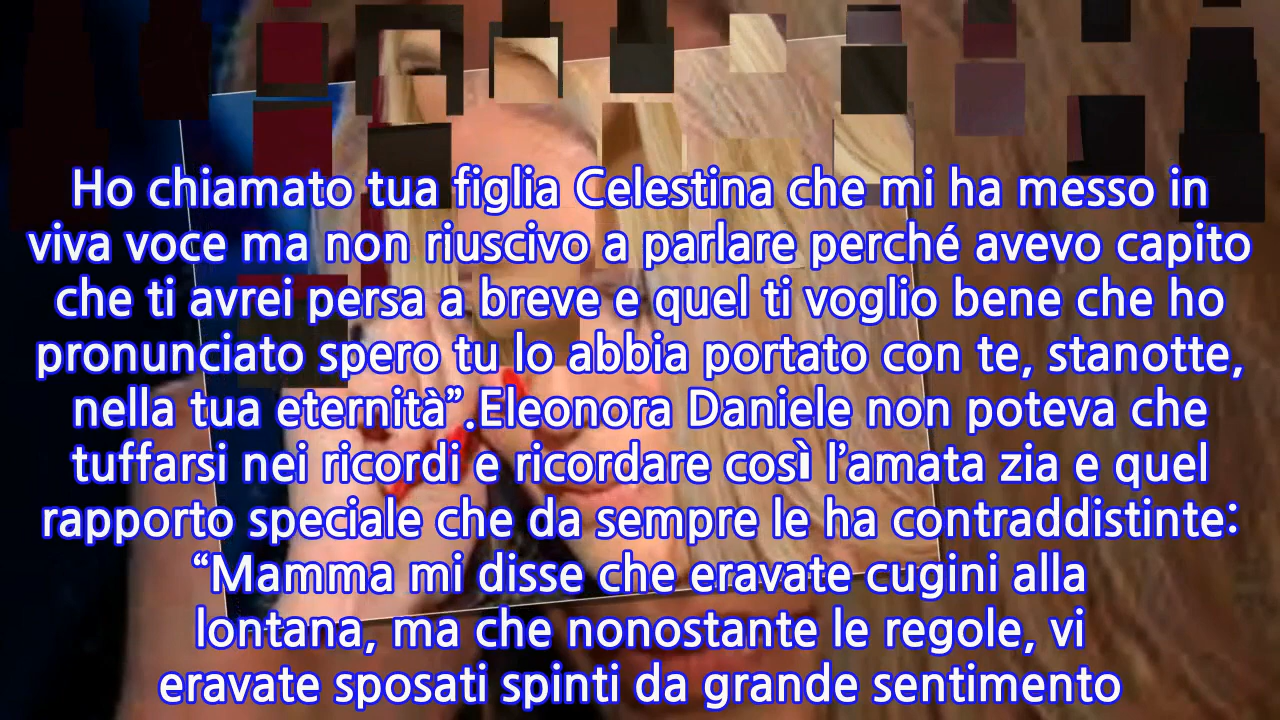 Ho chiamato tua figlia Celestina che mi ha messo in
viva voce ma non riuscivo a parlare perché avevo capito
che ti avrei persa a breve e quel ti voglio bene che ho
pronunciato spero tu lo abbia portato con te, stanotte,
nella tua eternità”.Eleonora Daniele non poteva che
tuffarsi nei ricordi e ricordare così l’amata zia e quel
rapporto speciale che da sempre le ha contraddistinte:
“Mamma mi disse che eravate cugini alla
lontana, ma che nonostante le regole, vi
eravate sposati spinti da grande sentimento